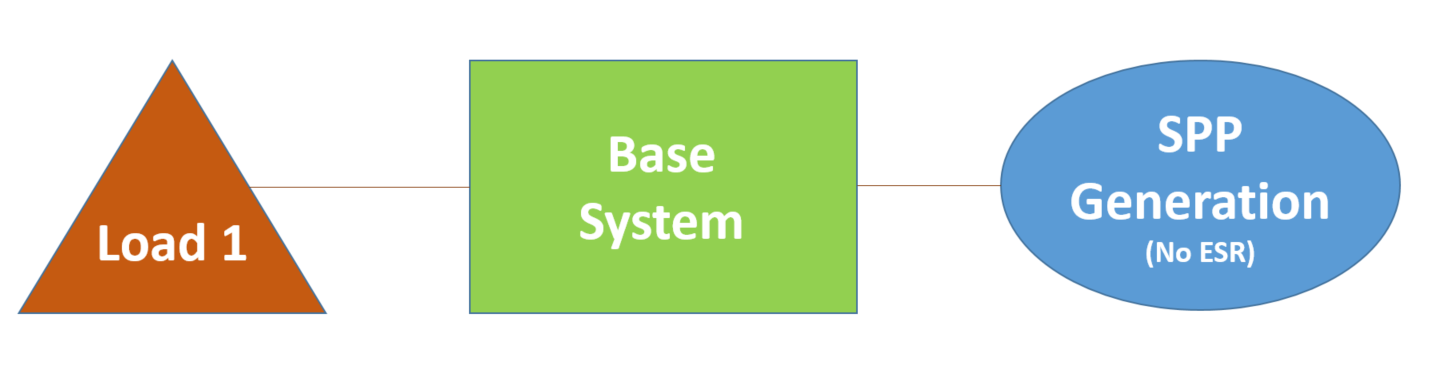 Load 1
Base
System
SPP
Generation
(No ESR)